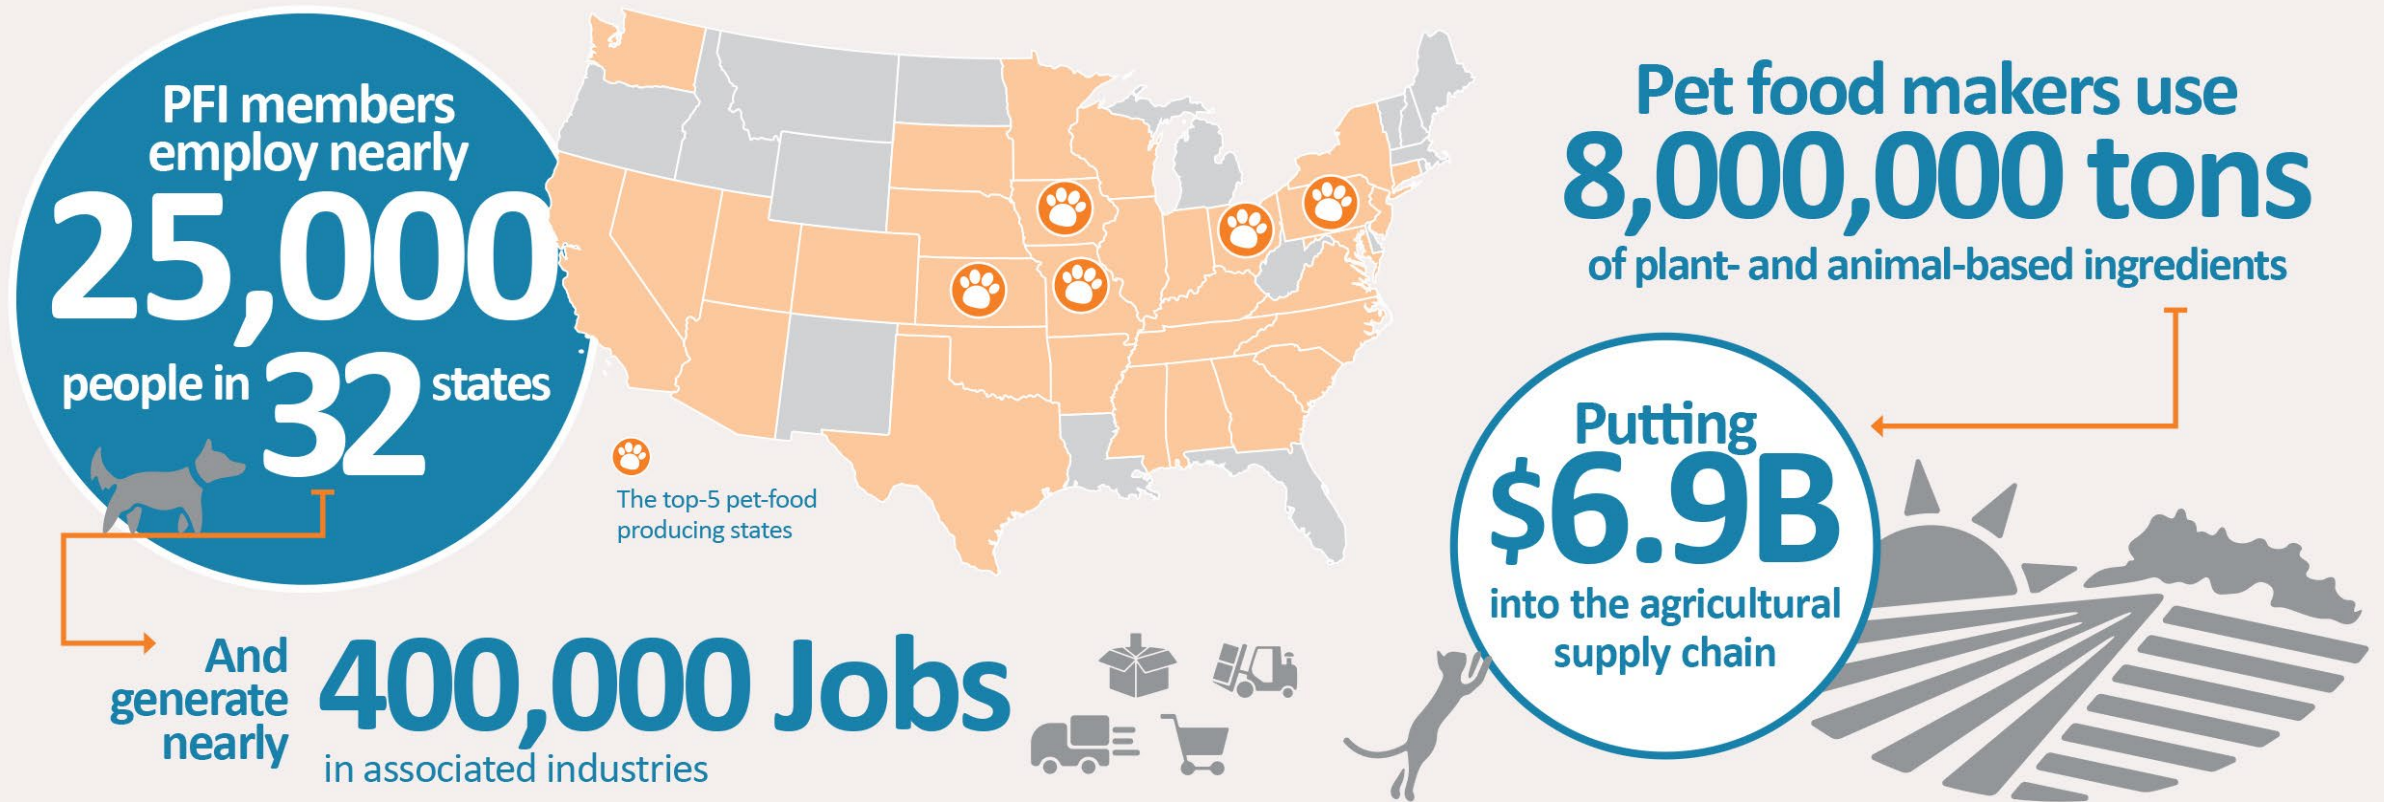 PFI members
employ nearly
25,000
people in 32 states
The top-5 pet-food
producing states
And
generate
nearly
400,000 Jobs
in associated industries
Pet food makers use
8,000,000 tons
of plant- and animal-based ingredients
Putting
$6.9B
into the agricultural
supply chain